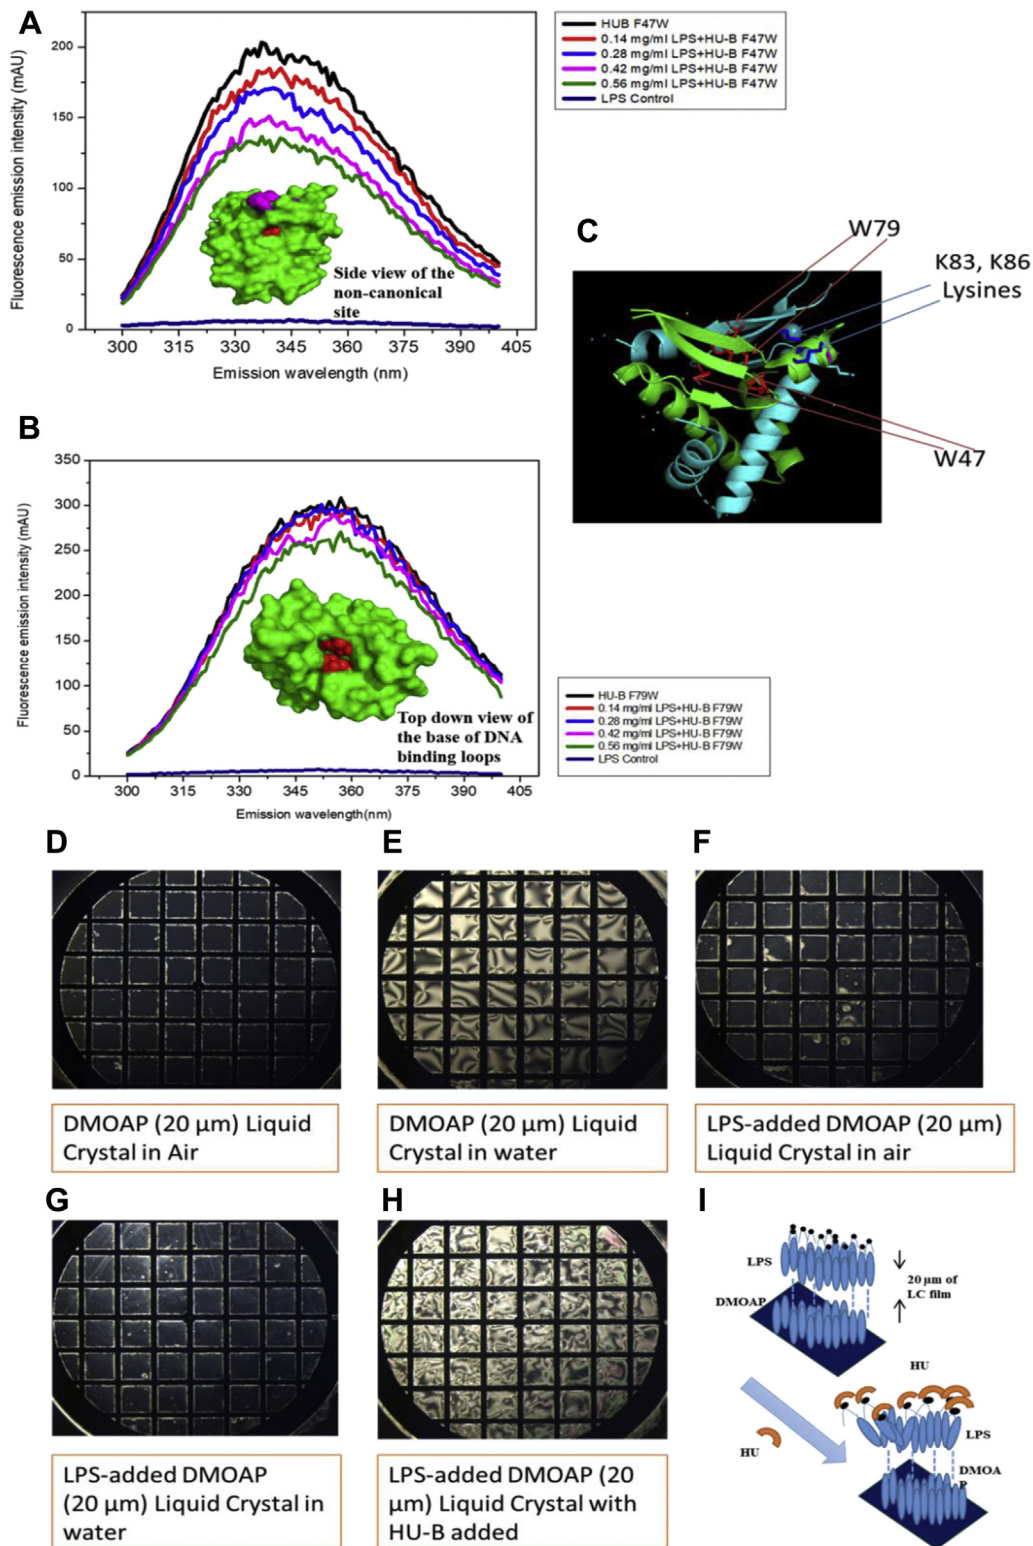 A
Fluorescence emission intensity (mAU)
200
150
100
50
0
300
315
330
345
360
375
390
405
Emission wavelength (nm)
Side view of the
non-canonical
site
HUB F47W
0.14 mg/ml LPS+HU-B F47W
0.28 mg/ml LPS+HU-B F47W
0.42 mg/ml LPS+HU-B F47W
0.56 mg/ml LPS+HU-B F47W
LPS Control
C
W79
K83, K86
Lysines
W47
B
Fluorescence emission intensity (mAU)
350
300
250
200
150
100
50
0
300
315
330
345
360
375
390
405
Emission wavelength(nm)
Top down view of
the base of DNA
binding loops
HU-B F79W
0.14 mg/ml LPS+HU-B F79W
0.28 mg/ml LPS+HU-B F79W
0.42 mg/ml LPS+HU-B F79W
0.56 mg/ml LPS+HU-B F79W
LPS Control
D
DMOAP (20 μm) Liquid
Crystal in Air
E
DMOAP (20 μm) Liquid
Crystal in water
F
LPS-added DMOAP (20 μm)
Liquid Crystal in air
G
LPS-added DMOAP
(20 μm) Liquid Crystal in
water
H
LPS-added DMOAP (20
μm) Liquid Crystal with
HU-B added
I
LPS
DMOAP
20 μm of
LC film
HU
HU
LPS
DMOA
P